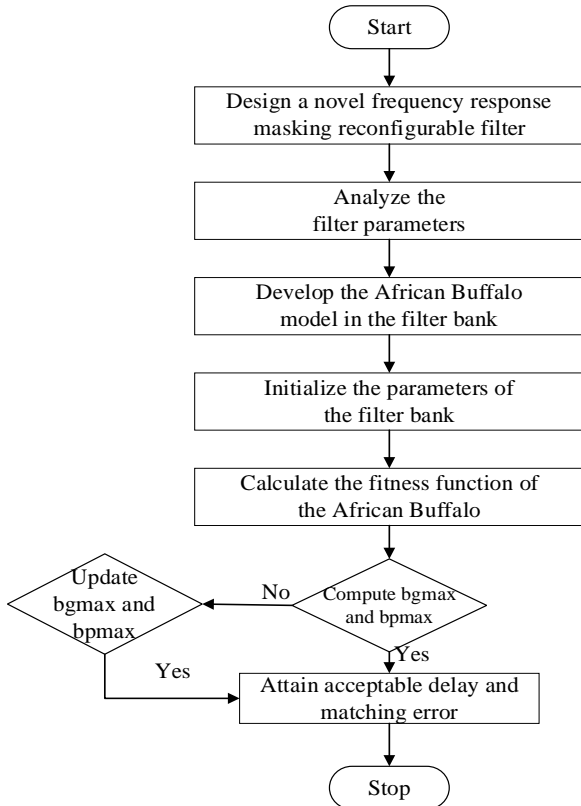 Start
Design a novel frequency response
masking reconfigurable filter
Analyze the
filter parameters
Develop the African Buffalo
model in the filter bank
Initialize the parameters of
the filter bank
Calculate the fitness function of
the African Buffalo
Update
bgmax and
bpmax
No
Compute bgmax
and bpmax
Yes
Yes
Attain acceptable delay and
matching error
Stop